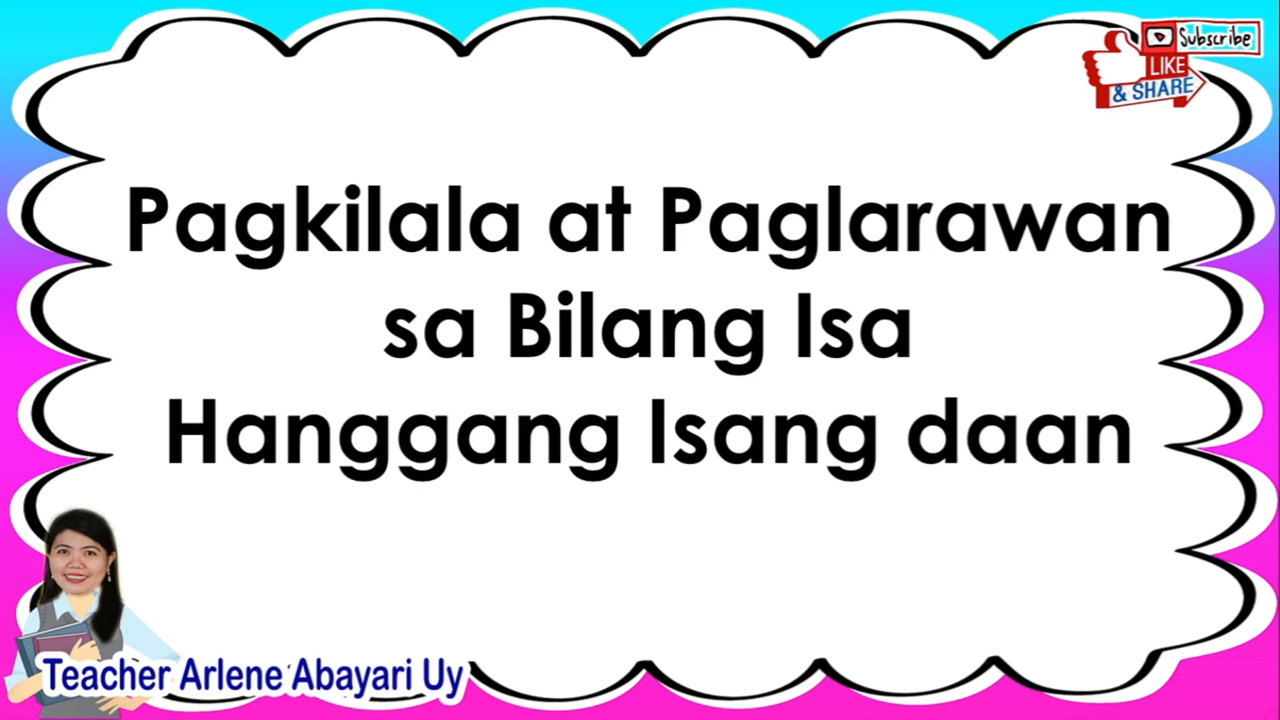 Subscribe
LIKE
& SHARE
Pagkilala at Paglarawan
sa Bilang Isa
Hanggang Isang daan
Teacher Arlene Abayari Uy